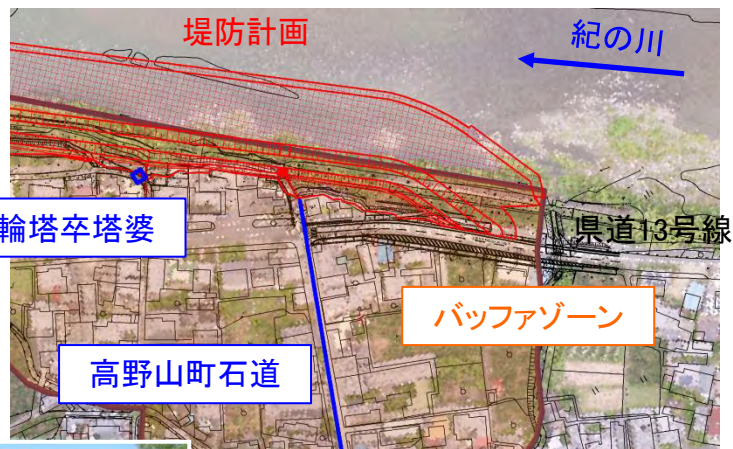 堤防計画
紀の川
輪塔卒塔婆
県道13号線
バッファゾーン
高野山町石道